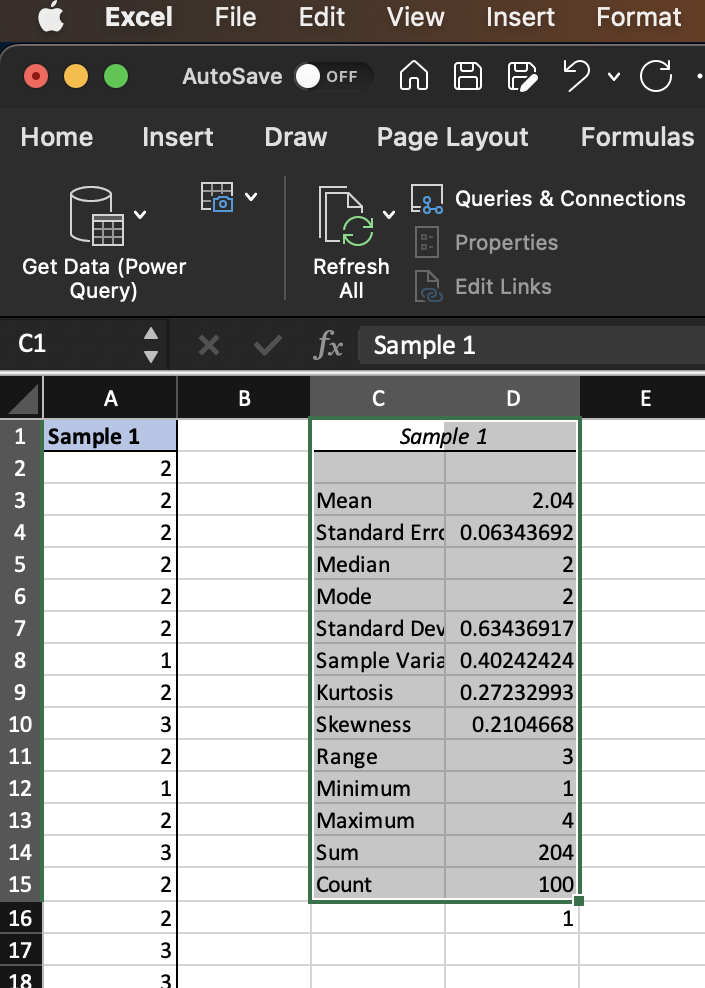 Excel File Edit View Insert Format
AutoSave OFF
Home Insert Draw Page Layout Formulas
Get Data (Power
Query)
Refresh
All
Queries & Connections
Properties
Edit Links
C1 fx Sample 1
A B C D E
1 Sample 1 Sample 1
2 2
3 2 Mean 2.04
4 2 Standard Erro 0.06343692
5 2 Median 2
6 2 Mode 2
7 2 Standard Dev 0.63436917
8 1 Sample Varia 0.40242424
9 2 Kurtosis 0.27232993
10 3 Skewness 0.2104668
11 2 Range 3
12 1 Minimum 1
13 2 Maximum 4
14 3 Sum 204
15 2 Count 100
16 2 1
17 3
18 3